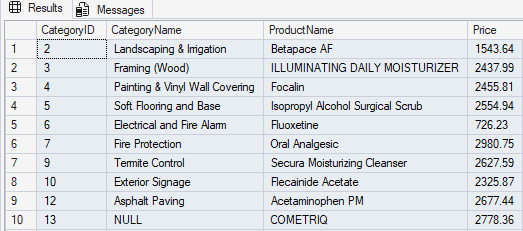 Results Messages
CategoryID CategoryName ProductName Price
1 2 Landscaping & Irrigation Betapace AF 1543.64
2 3 Framing (Wood) ILLUMINATING DAILY MOISTURIZER 2437.99
3 4 Painting & Vinyl Wall Covering Focalin 2455.81
4 5 Soft Flooring and Base Isopropyl Alcohol Surgical Scrub 2554.94
5 6 Electrical and Fire Alarm Fluoxetine 726.23
6 7 Fire Protection Oral Analgesic 2980.75
7 9 Termite Control Secura Moisturizing Cleanser 2627.59
8 10 Exterior Signage Flecainide Acetate 2325.87
9 12 Asphalt Paving Acetaminophen PM 2677.44
10 13 NULL COMETRIQ 2778.36